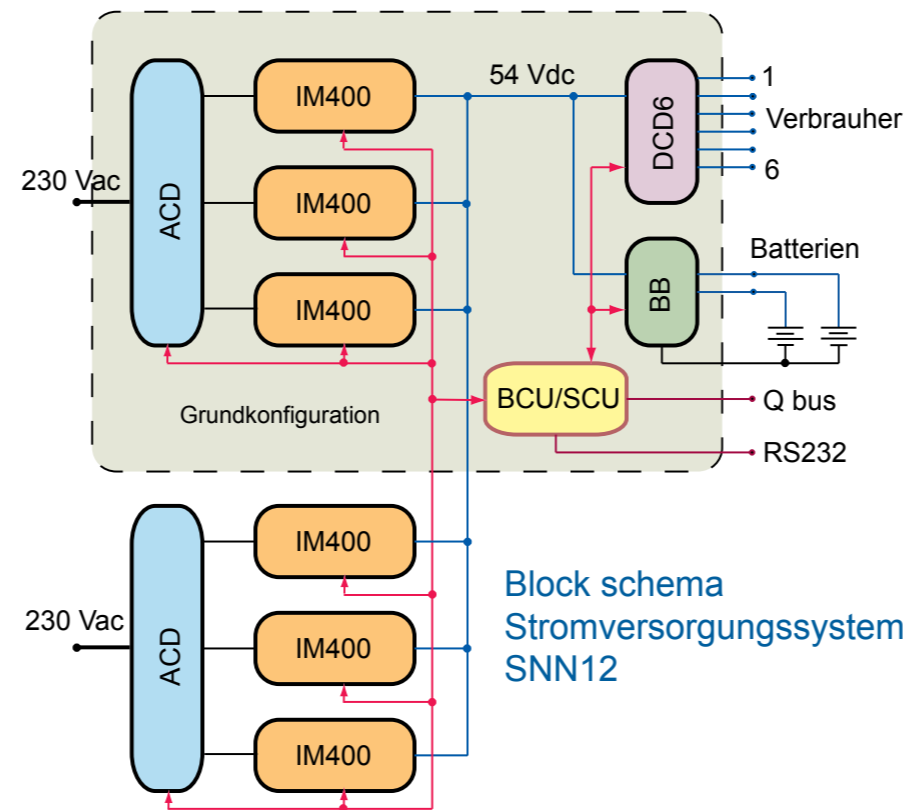 230 Vac
ACD
IM400
IM400
IM400
54 Vdc
DCD6
1
Verbrauher
6
BB
Batterien
BCU/SCU
Q bus
RS232
Grundkonfiguration
230 Vac
ACD
IM400
IM400
IM400
Block schema
Stromversorgungssystem
SNN12